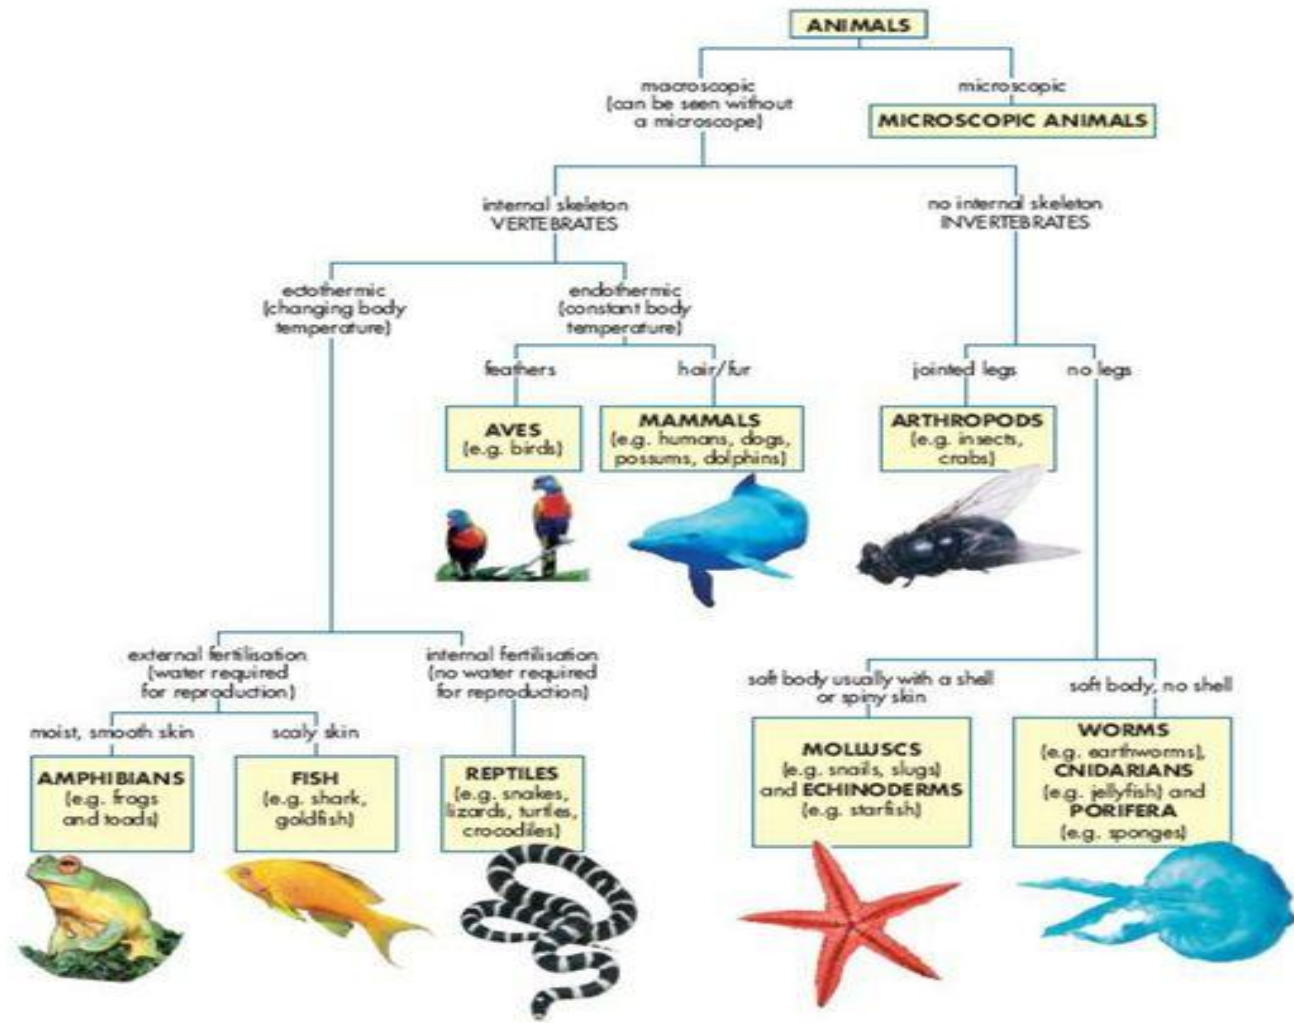 ANIMALS
macroscopic
(can be seen without
a microscope)
microscopic
MICROSCOPIC ANIMALS
internal skeleton
VERTEBRATES
no internal skeleton
INVERTEBRATES
ectothermic
(changing body
temperature)
endothermic
(constant body
temperature)
feathers
hair/fur
jointed legs
no legs
AVES
(e.g. birds)
MAMMALS
(e.g. humans, dogs,
possums, dolphins)
ARTHROPODS
(e.g. insects,
crabs)
external fertilisation
(water required
for reproduction)
internal fertilisation
(no water required
for reproduction)
soft body usually with a shell
or spiny skin
soft body, no shell
moist, smooth skin
scaly skin
AMPHIBIANS
(e.g. frogs
and toads)
FISH
(e.g. shark,
goldfish)
REPTILES
(e.g. snakes,
lizards, turtles,
crocodiles)
MOLLUSCS
(e.g. snails, slugs)
and ECHINODERMS
(e.g. starfish)
WORMS
(e.g. earthworms),
CNIDARIANS
(e.g. jellyfish) and
PORIFERA
(e.g. sponges)